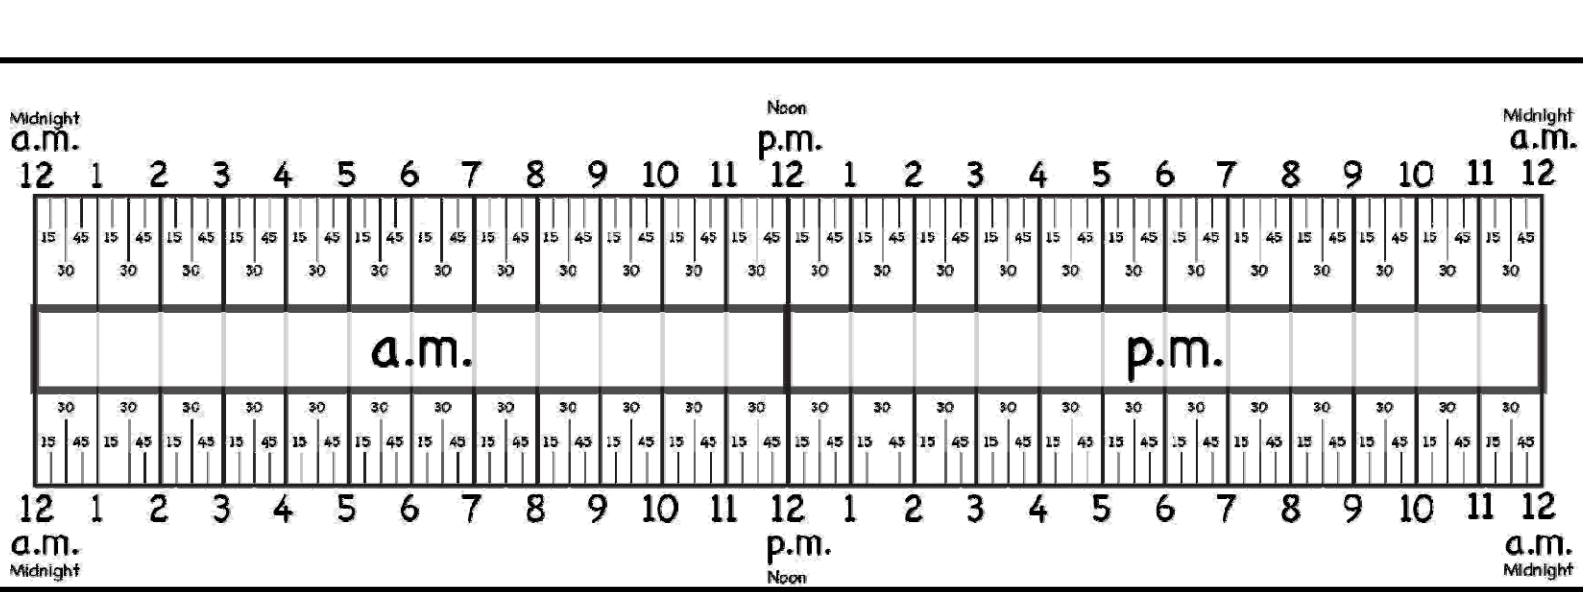 Midnight Noon Midnight
a.m. p.m. a.m.
12 1 2 3 4 5 6 7 8 9 10 11 12 1 2 3 4 5 6 7 8 9 10 11 12
15 45 15 45 15 45 15 45 15 45 15 45 15 45 15 45 15 45 15 45 15 45 15 45 15 45 15 45 15 45 15 45 15 45 15 45 15 45 15 45 15 45 15 45 15 45 15 45
30 30 30 30 30 30 30 30 30 30 30 30 30 30 30 30 30 30 30 30 30 30 30 30
a.m. p.m.
30 30 30 30 30 30 30 30 30 30 30 30 30 30 30 30 30 30 30 30 30 30 30 30
15 45 15 45 15 45 15 45 15 45 15 45 15 45 15 45 15 45 15 45 15 45 15 45 15 45 15 45 15 45 15 45 15 45 15 45 15 45 15 45 15 45 15 45 15 45 15 45
12 1 2 3 4 5 6 7 8 9 10 11 12 1 2 3 4 5 6 7 8 9 10 11 12
a.m. p.m. a.m.
Midnight Noon Midnight